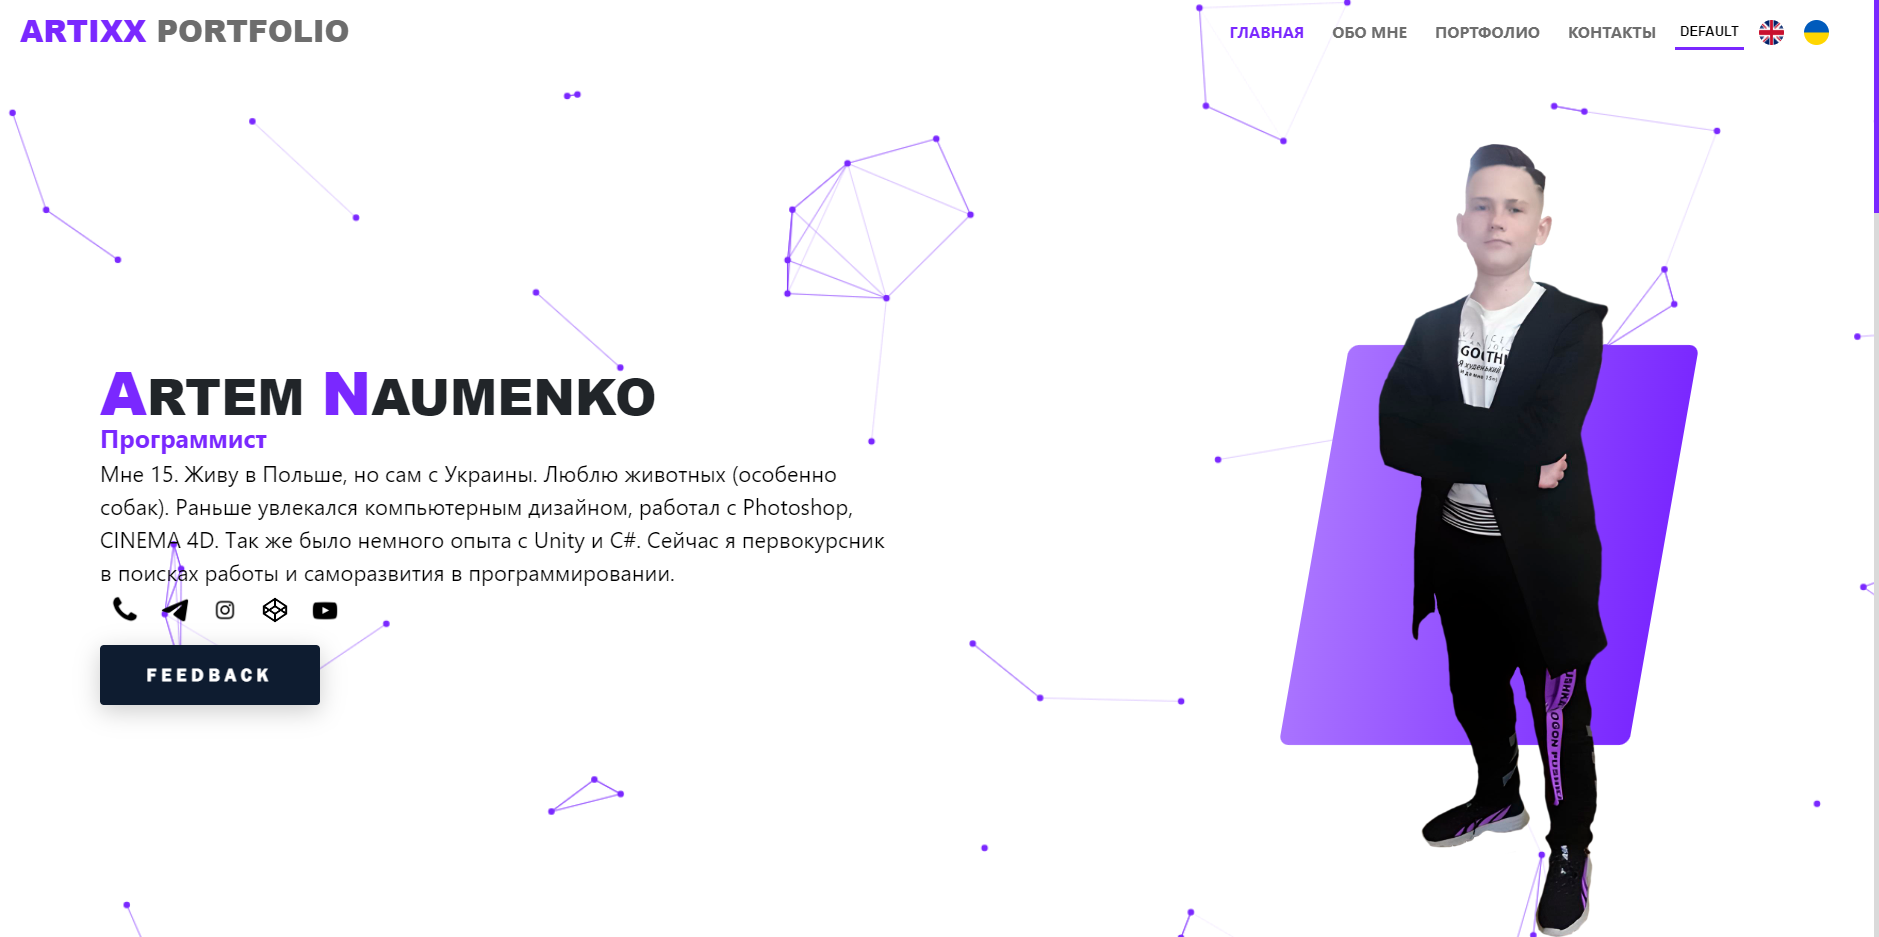 ARTIXX PORTFOLIO
ГЛАВНАЯ ОБО МНЕ ПОРТФОЛИО КОНТАКТЫ DEFAULT
ARTEM NAUMENKO
Программист
Мне 15. Живу в Польше, но сам с Украины. Люблю животных (особенно
собак). Раньше увлекался компьютерным дизайном, работал с Photoshop,
CINEMA 4D. Так же было немного опыта с Unity и C#. Сейчас я первокурсник
в поисках работы и саморазвития в программировании.
FEEDBACK
Я худенький